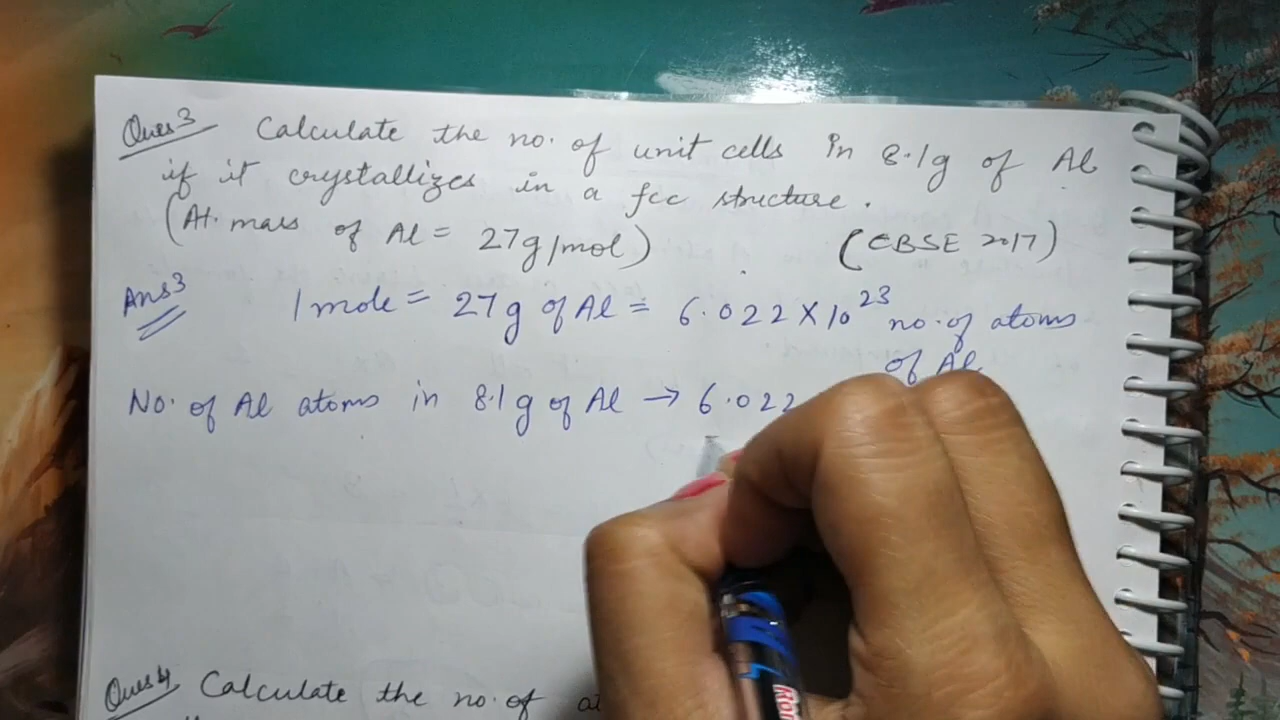 Ques 3 Calculate the no. of unit cells in 8.1g of Al
if it crystallizes in a fcc structure.
(At. mass of Al = 27g/mol) (CBSE 2017)
Ans 3 1 mole = 27g of Al = 6.022 X 10²³ no. of atoms
of Al
No. of Al atoms in 8.1g of Al → 6.022
Ques 4 Calculate the no. of